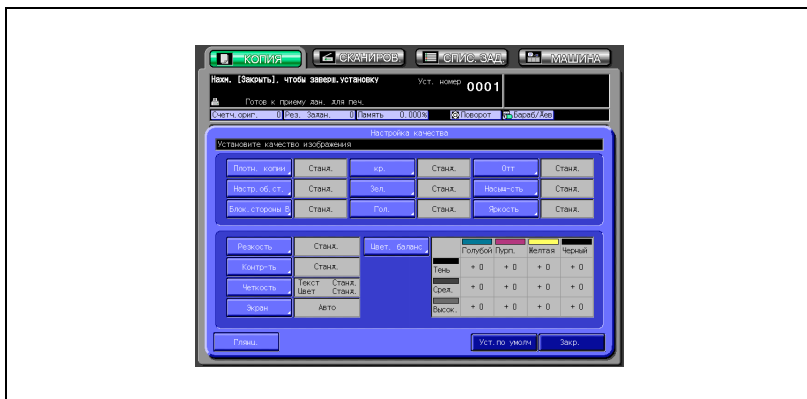 КОПИЯ СКАНИРОВ. СПИС.ЗАД. МАШИНА
Нажм. [Закрыть], чтобы заверш.установку Уст. номер 0001
Готов к приему дан. для печ.
Счетч.ориг. 0 Рез. Задан. 0 Память 0.000% Поворот Бараб/Лев
Настройка качества
Установите качество изображения
Плотн. копии Станд. кр. Станд. Отт Станд.
Настр.об.ст. Станд. Зел. Станд. Насыщ-сть Станд.
Блок.стороны В Станд. Гол. Станд. Яркость Станд.
Резкость Станд. Цвет. баланс Голубой Пурп. Желтая Черный
Контр-ть Станд. Тень + 0 + 0 + 0 + 0
Четкость Текст Станд. Цвет Станд. Сред. + 0 + 0 + 0 + 0
Экран Авто Высок. + 0 + 0 + 0 + 0
Глянц. Уст.по умолч Закр.